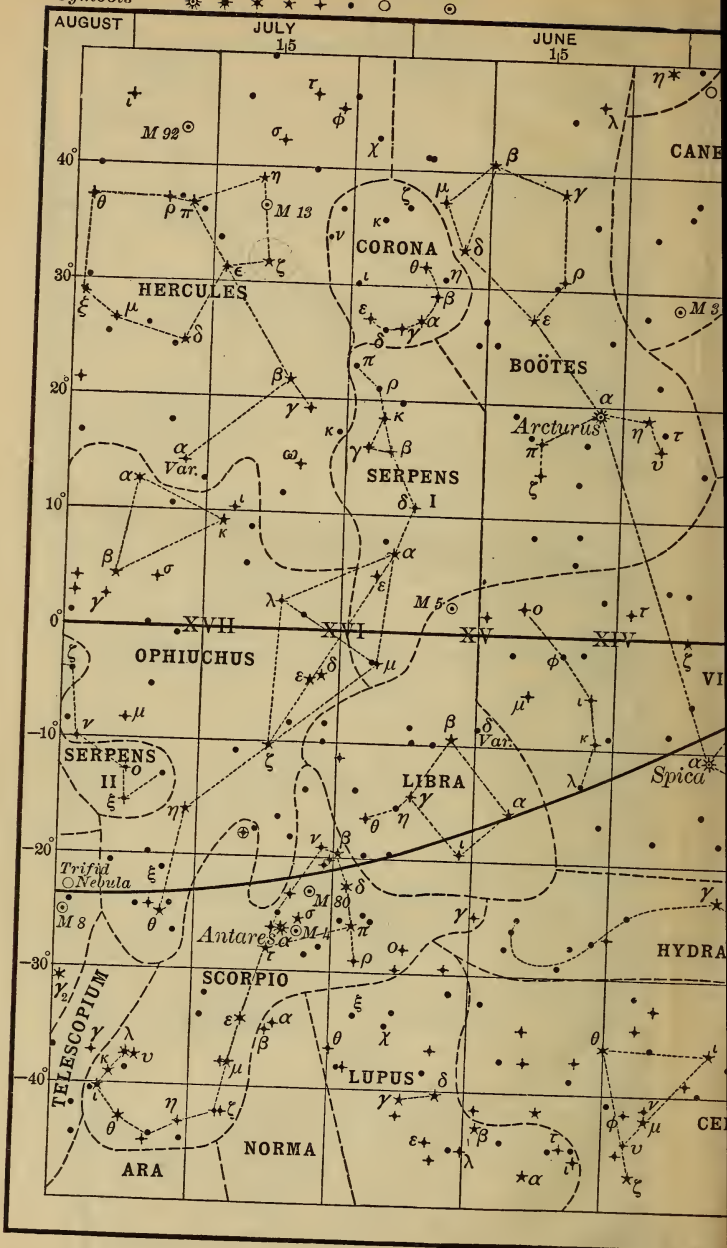 AUGUST JULY JUNE
15 15
η
ι τ φ λ
M 92 σ CANE
χ
40° β
θ ρ π η μ γ
M 13 ζ
ν κ
CORONA δ
ε ζ θ η
30° ι ρ
ξ HERCULES β
μ ε α M 3
δ δ γ ε
π BOÖTES
β ρ
20° α
γ κ Arcturus η τ
κ π υ
α γ β
Var. ω ζ
α SERPENS
ι δ I
10° κ
β α
σ ε
γ λ M 5 ο τ
0° XVII XVI XV XIV
ζ OPHIUCHUS ε δ μ φ ζ VI
μ μ ι
ν β δ κ
-10° ζ Var.
SERPENS ο α
II LIBRA λ Spica
ξ γ α
η θ η
ν β ι
-20°
Trifid ξ
Nebula δ
M 80 γ
θ σ γ
M 8 Antares α M 4 π
τ ο HYDRA
-30° ρ
γ2 SCORPIO
TELESCOPIUM ξ
ε α
γ λ β θ χ θ ι
κ υ μ
-40° LUPUS δ
ι γ ν
θ η ζ φ μ CE
ε β τ υ
NORMA λ
ARA α ι ζ